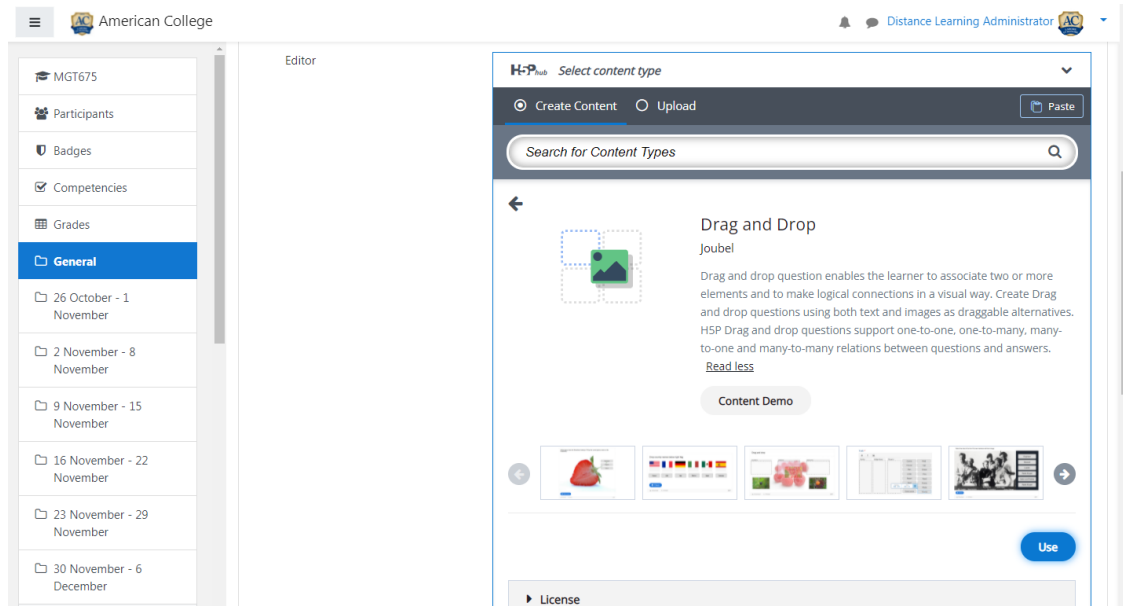 American College
Distance Learning Administrator
MGT675
Participants
Badges
Competencies
Grades
General
26 October - 1
November
2 November - 8
November
9 November - 15
November
16 November - 22
November
23 November - 29
November
30 November - 6
December
Editor
H5P hub Select content type
Create Content Upload Paste
Search for Content Types
Drag and Drop
Joubel
Drag and drop question enables the learner to associate two or more
elements and to make logical connections in a visual way. Create Drag
and drop questions using both text and images as draggable alternatives.
H5P Drag and drop questions support one-to-one, one-to-many, many-
to-one and many-to-many relations between questions and answers.
Read less
Content Demo
Use
License